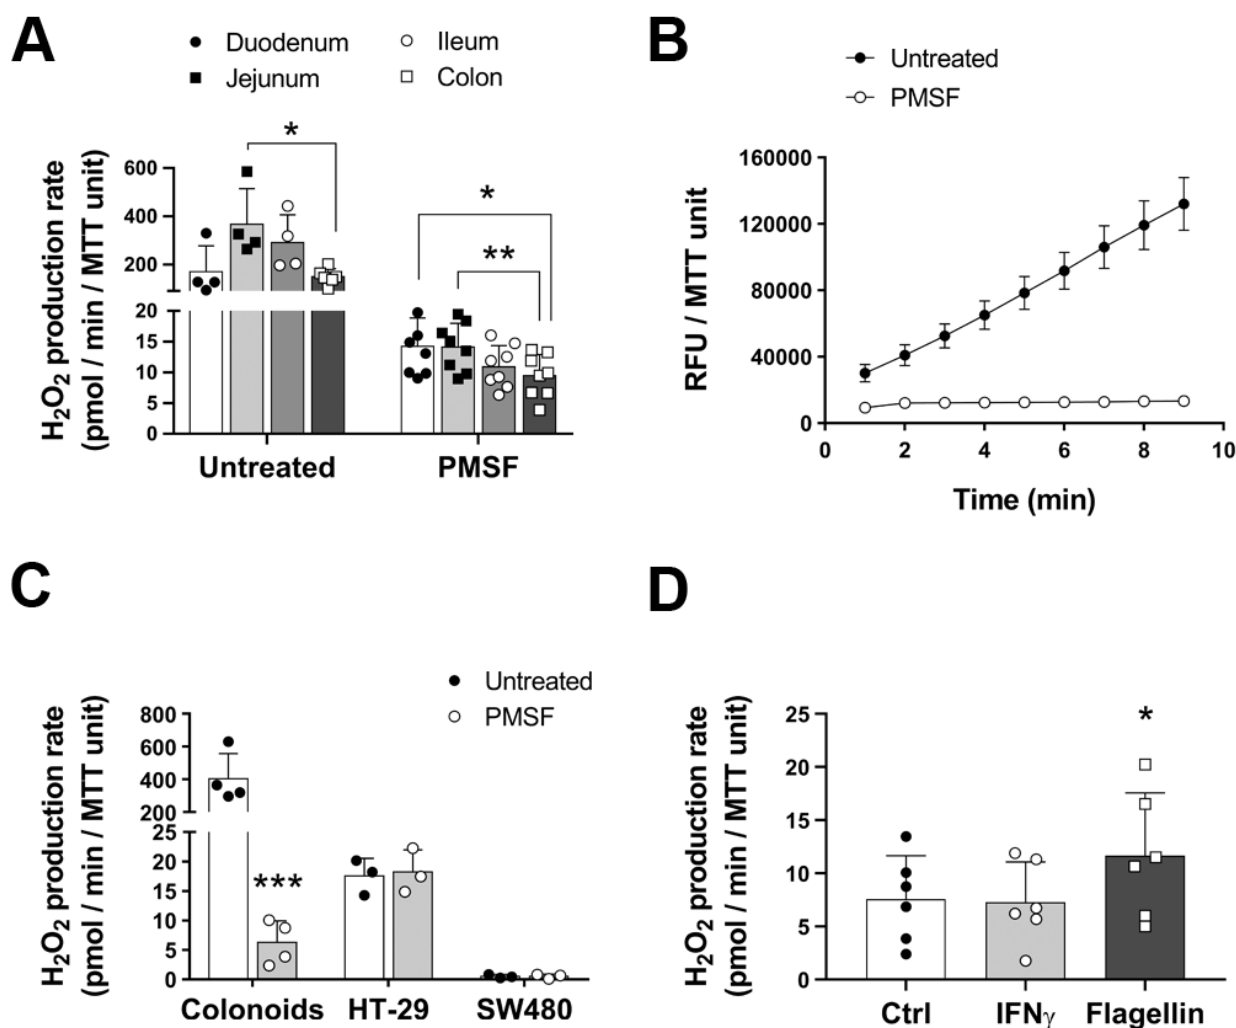 A
Duodenum
Ileum
Jejunum
Colon
*
*
**
H₂O₂ production rate
(pmol / min / MTT unit)
600
400
200
20
15
10
5
0
Untreated
PMSF
B
Untreated
PMSF
RFU / MTT unit
160000
120000
80000
40000
0
0
2
4
6
8
10
Time (min)
C
Untreated
PMSF
H₂O₂ production rate
(pmol / min / MTT unit)
800
600
400
200
25
20
15
10
5
0
***
Colonoids
HT-29
SW480
D
H₂O₂ production rate
(pmol / min / MTT unit)
25
20
15
10
5
0
*
Ctrl
IFNγ
Flagellin